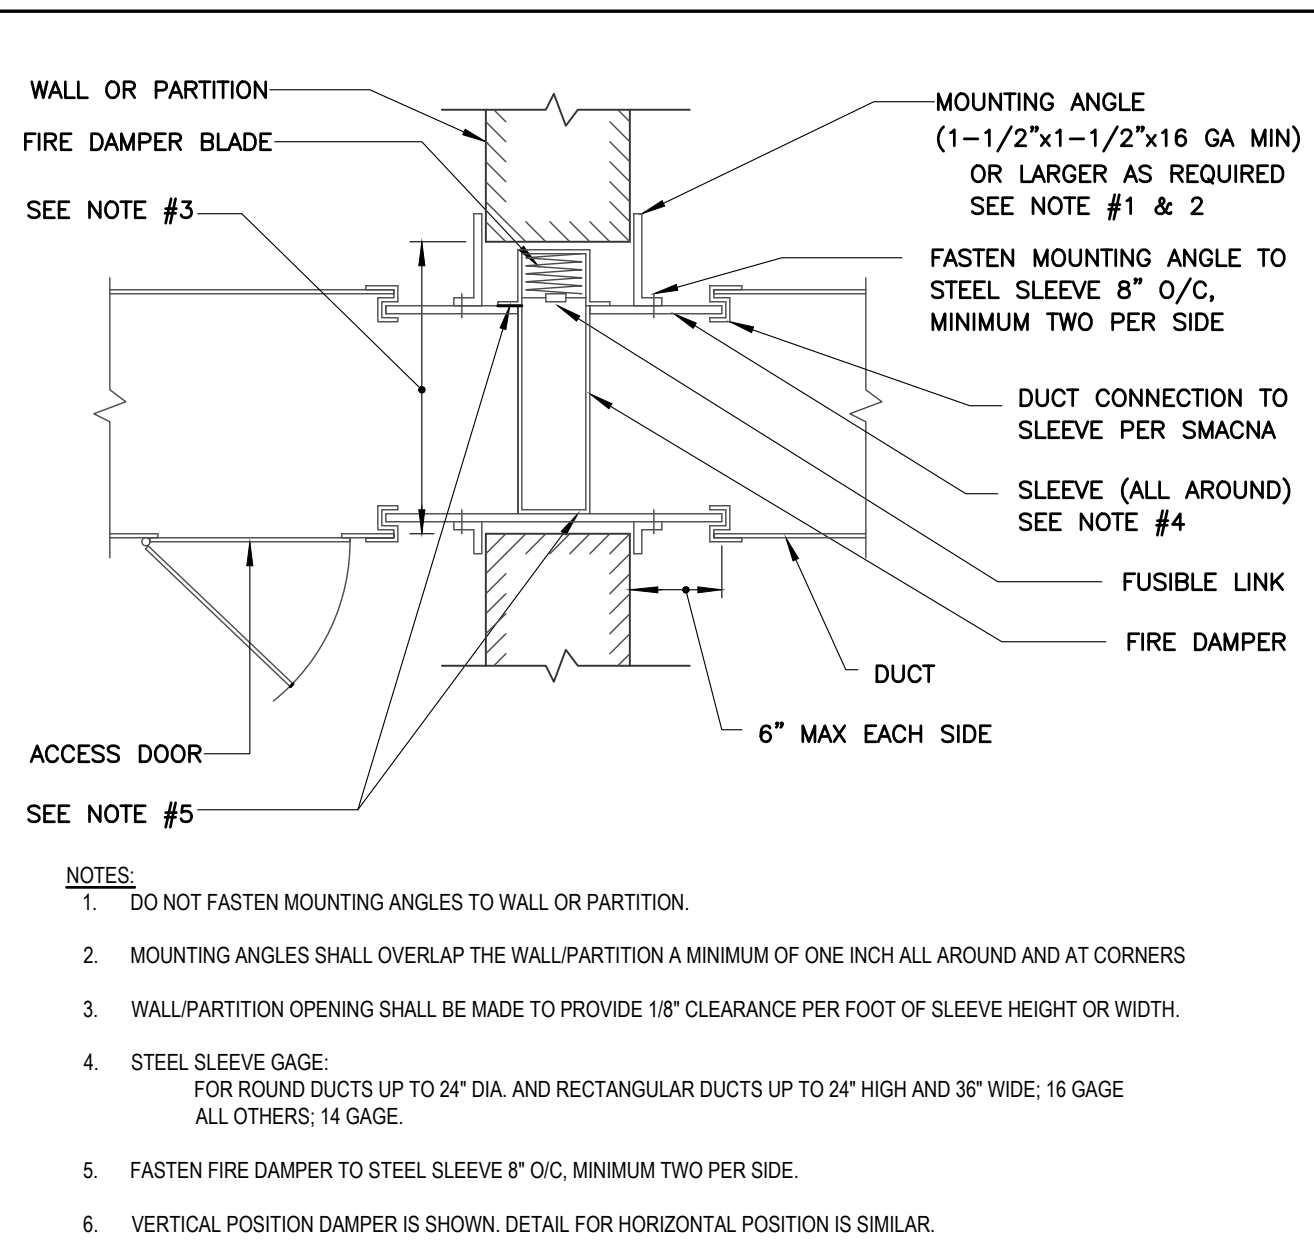 WALL OR PARTITION
FIRE DAMPER BLADE
SEE NOTE #3
MOUNTING ANGLE
(1-1/2"x1-1/2"x16 GA MIN)
OR LARGER AS REQUIRED
SEE NOTE #1 & 2
FASTEN MOUNTING ANGLE TO
STEEL SLEEVE 8" O/C,
MINIMUM TWO PER SIDE
DUCT CONNECTION TO
SLEEVE PER SMACNA
SLEEVE (ALL AROUND)
SEE NOTE #4
FUSIBLE LINK
FIRE DAMPER
DUCT
6" MAX EACH SIDE
ACCESS DOOR
SEE NOTE #5
NOTES:
1. DO NOT FASTEN MOUNTING ANGLES TO WALL OR PARTITION.
2. MOUNTING ANGLES SHALL OVERLAP THE WALL/PARTITION A MINIMUM OF ONE INCH ALL AROUND AND AT CORNERS
3. WALL/PARTITION OPENING SHALL BE MADE TO PROVIDE 1/8" CLEARANCE PER FOOT OF SLEEVE HEIGHT OR WIDTH.
4. STEEL SLEEVE GAGE:
FOR ROUND DUCTS UP TO 24" DIA. AND RECTANGULAR DUCTS UP TO 24" HIGH AND 36" WIDE; 16 GAGE
ALL OTHERS; 14 GAGE.
5. FASTEN FIRE DAMPER TO STEEL SLEEVE 8" O/C, MINIMUM TWO PER SIDE.
6. VERTICAL POSITION DAMPER IS SHOWN. DETAIL FOR HORIZONTAL POSITION IS SIMILAR.